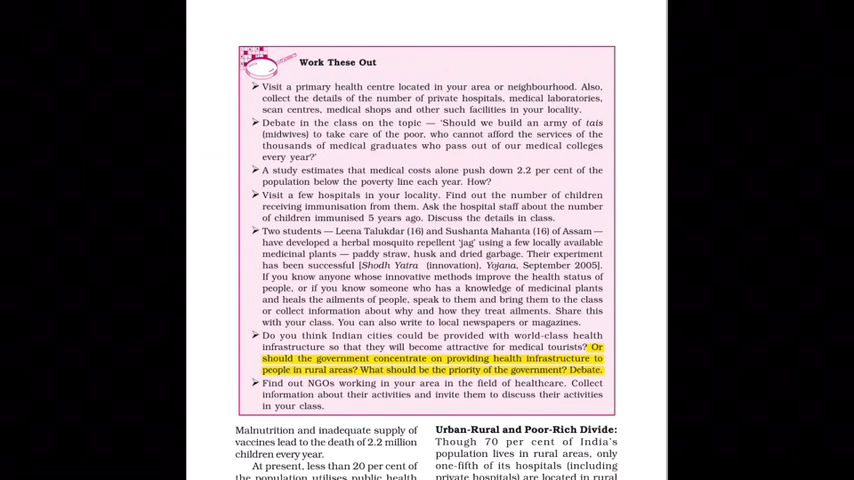 Work These Out
➢ Visit a primary health centre located in your area or neighbourhood. Also,
collect the details of the number of private hospitals, medical laboratories,
scan centres, medical shops and other such facilities in your locality.
➢ Debate in the class on the topic — ‘Should we build an army of tais
(midwives) to take care of the poor, who cannot afford the services of the
thousands of medical graduates who pass out of our medical colleges
every year?’
➢ A study estimates that medical costs alone push down 2.2 per cent of the
population below the poverty line each year. How?
➢ Visit a few hospitals in your locality. Find out the number of children
receiving immunisation from them. Ask the hospital staff about the number
of children immunised 5 years ago. Discuss the details in class.
➢ Two students — Leena Talukdar (16) and Sushanta Mahanta (16) of Assam—
have developed a herbal mosquito repellent ‘jag’ using a few locally available
medicinal plants — paddy straw, husk and dried garbage. Their experiment
has been successful [Shodh Yatra (innovation), Yojana, September 2005].
If you know anyone whose innovative methods improve the health status of
people, or if you know someone who has a knowledge of medicinal plants
and heals the ailments of people, speak to them and bring them to the class
or collect information about why and how they treat ailments. Share this
with your class. You can also write to local newspapers or magazines.
➢ Do you think Indian cities could be provided with world-class health
infrastructure so that they will become attractive for medical tourists? Or
should the government concentrate on providing health infrastructure to
people in rural areas? What should be the priority of the government? Debate.
➢ Find out NGOs working in your area in the field of healthcare. Collect
information about their activities and invite them to discuss their activities
in your class.
Malnutrition and inadequate supply of
vaccines lead to the death of 2.2 million
children every year.
At present, less than 20 per cent of
the population utilises public health
Urban-Rural and Poor-Rich Divide:
Though 70 per cent of India’s
population lives in rural areas, only
one-fifth of its hospitals (including
private hospitals) are located in rural